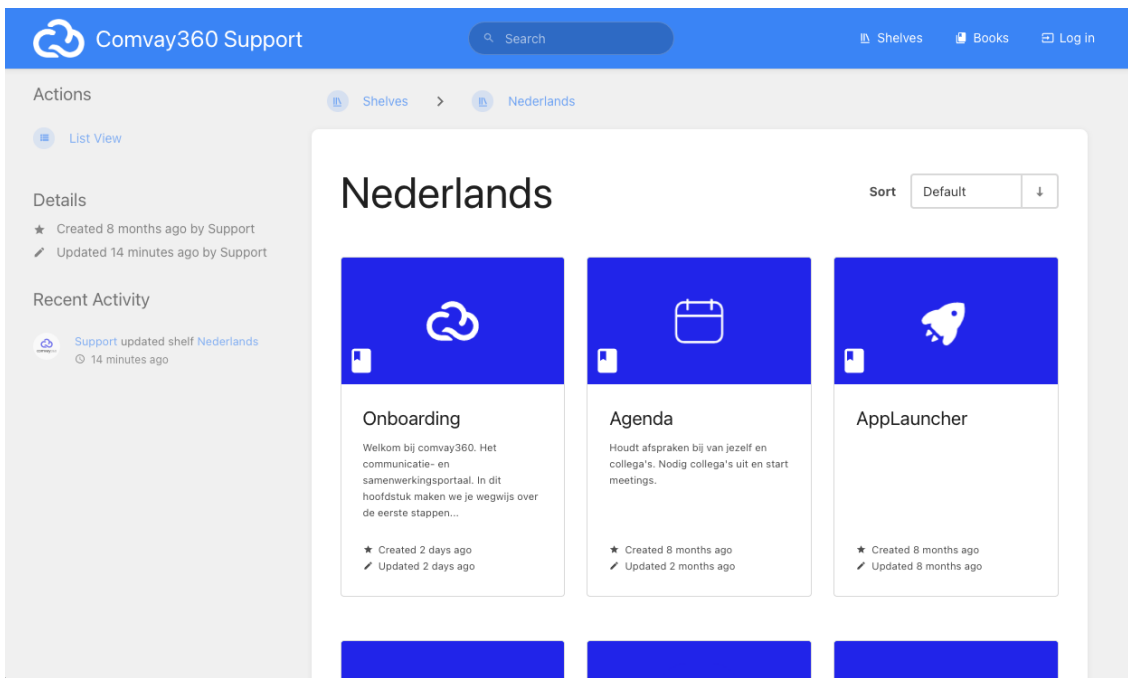 Comvay360 Support
Search
Shelves
Books
Log in
Actions
List View
Details
Created 8 months ago by Support
Updated 14 minutes ago by Support
Recent Activity
Support updated shelf Nederlands
14 minutes ago
Shelves > Nederlands
Nederlands
Sort
Default
Onboarding
Welkom bij comvay360. Het
communicatie- en
samenwerkingsportaal. In dit
hoofdstuk maken we je wegwijs over
de eerste stappen...
Created 2 days ago
Updated 2 days ago
Agenda
Houdt afspraken bij van jezelf en
collega's. Nodig collega's uit en start
meetings.
Created 8 months ago
Updated 2 months ago
AppLauncher
Created 8 months ago
Updated 8 months ago